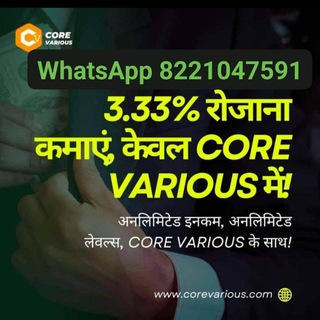 CORE
VARIOUS
WhatsApp 8221047591
3.33% रोजाना
कमाएं, केवल CORE
VARIOUS में!
अनलिमिटेड इनकम, अनलिमिटेड
लेवल्स, CORE VARIOUS के साथ!
www.corevarious.com